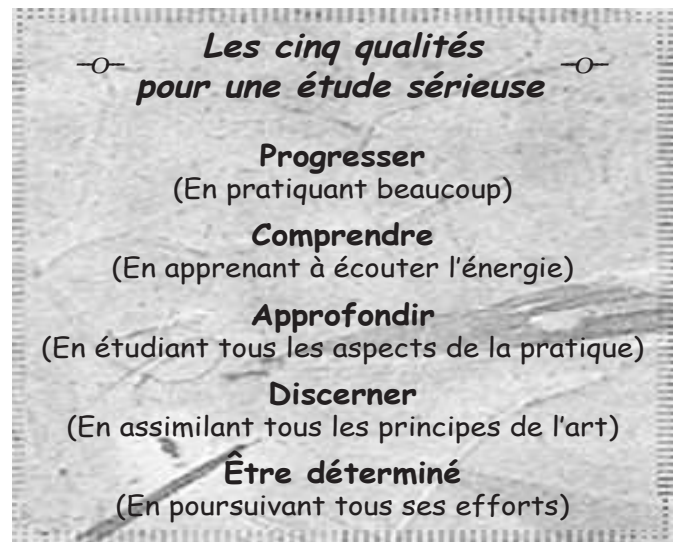 Les cinq qualités
pour une étude sérieuse
Progresser
(En pratiquant beaucoup)
Comprendre
(En apprenant à écouter l'énergie)
Approfondir
(En étudiant tous les aspects de la pratique)
Discerner
(En assimilant tous les principes de l'art)
Être déterminé
(En poursuivant tous ses efforts)